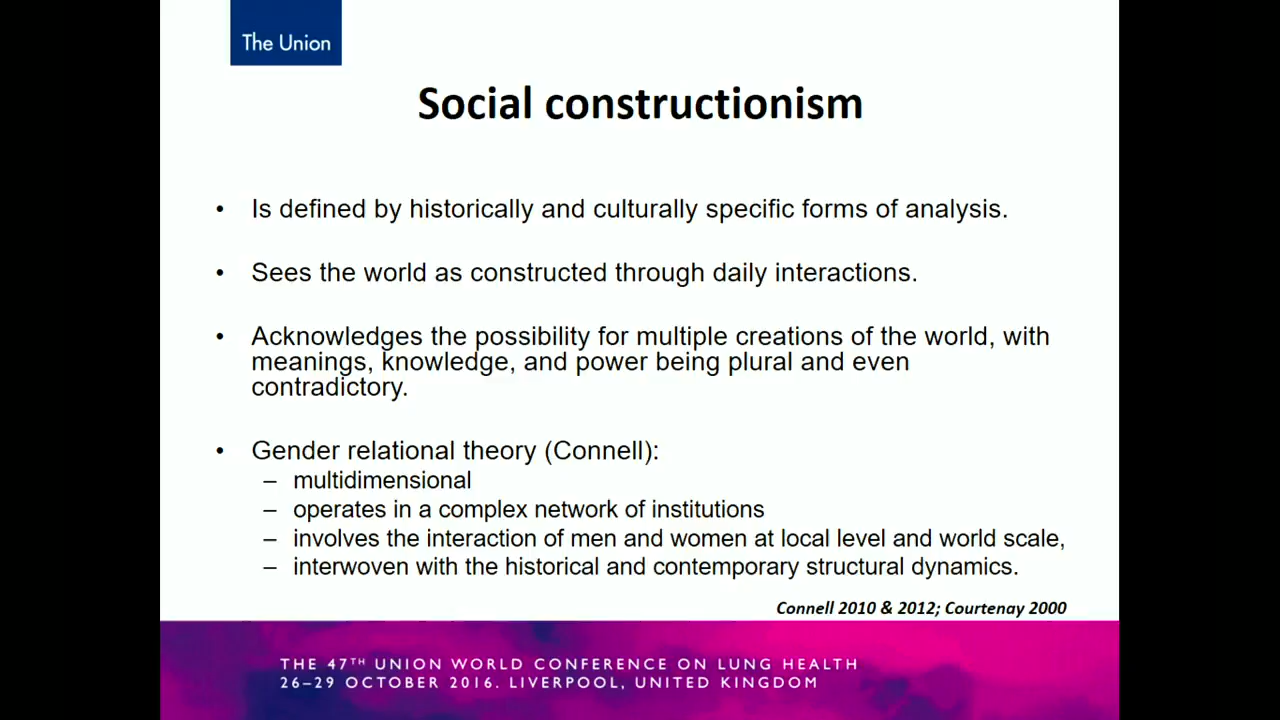 The Union
Social constructionism
• Is defined by historically and culturally specific forms of analysis.
• Sees the world as constructed through daily interactions.
• Acknowledges the possibility for multiple creations of the world, with
meanings, knowledge, and power being plural and even
contradictory.
• Gender relational theory (Connell):
– multidimensional
– operates in a complex network of institutions
– involves the interaction of men and women at local level and world scale,
– interwoven with the historical and contemporary structural dynamics.
Connell 2010 & 2012; Courtenay 2000
THE 47TH UNION WORLD CONFERENCE ON LUNG HEALTH
26–29 OCTOBER 2016. LIVERPOOL, UNITED KINGDOM